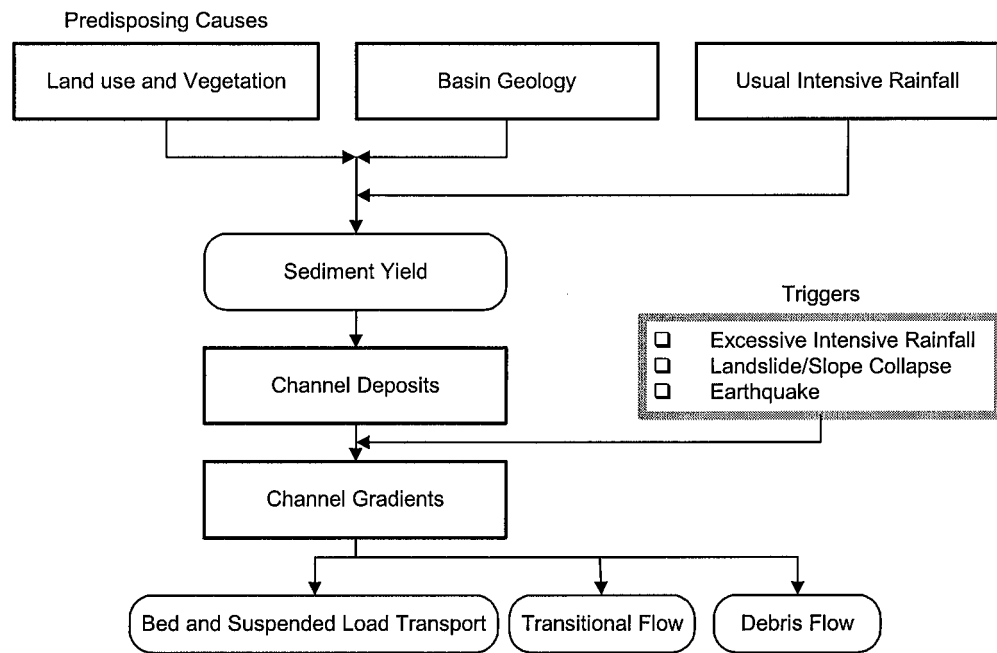 Predisposing Causes
Land use and Vegetation
Basin Geology
Usual Intensive Rainfall
Sediment Yield
Triggers
Excessive Intensive Rainfall
Landslide/Slope Collapse
Earthquake
Channel Deposits
Channel Gradients
Bed and Suspended Load Transport
Transitional Flow
Debris Flow